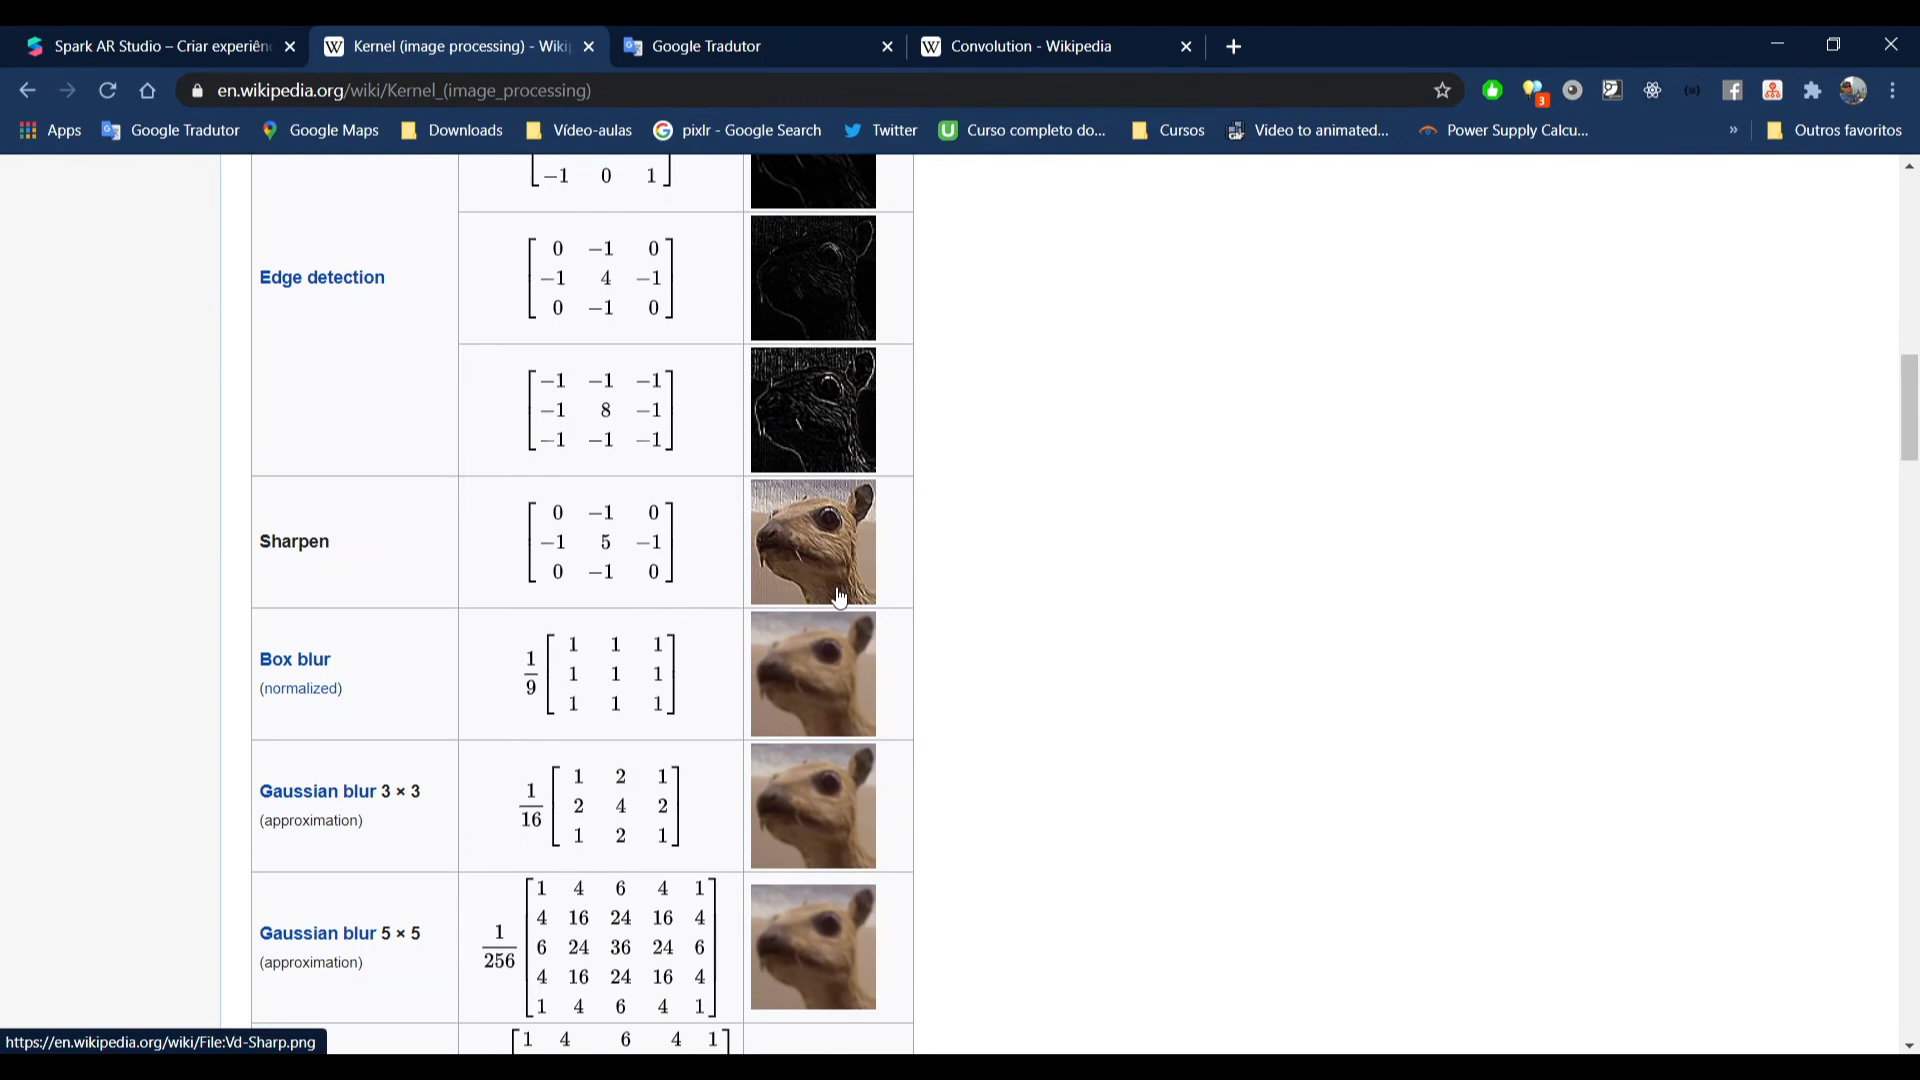 Spark AR Studio – Criar experiên
Kernel (image processing) - Wiki
Google Tradutor
Convolution - Wikipedia
en.wikipedia.org/wiki/Kernel_(image_processing)
3
Apps
Google Tradutor
Google Maps
Downloads
Vídeo-aulas
pixlr - Google Search
Twitter
Curso completo do...
Cursos
Video to animated...
Power Supply Calcu...
»
Outros favoritos
−1 0 1
Edge detection
0 −1 0
−1 4 −1
0 −1 0
−1 −1 −1
−1 8 −1
−1 −1 −1
Sharpen
0 −1 0
−1 5 −1
0 −1 0
Box blur
(normalized)
1
9
1 1 1
1 1 1
1 1 1
Gaussian blur 3 × 3
(approximation)
1
16
1 2 1
2 4 2
1 2 1
Gaussian blur 5 × 5
(approximation)
1
256
1 4 6 4 1
4 16 24 16 4
6 24 36 24 6
4 16 24 16 4
1 4 6 4 1
1 4 6 4 1
https://en.wikipedia.org/wiki/File:Vd-Sharp.png